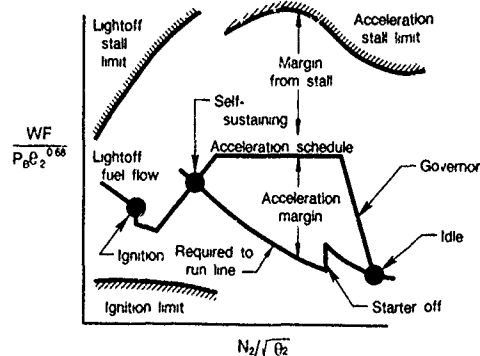 Lightoff
stall
limit
Acceleration
stall limit
Margin
from stall
Self-
sustaining
WF
P_B θ_2^0.68
Acceleration schedule
Lightoff
fuel flow
Governor
Acceleration
margin
Idle
Ignition
Required to
run line
Starter off
Ignition limit
N_2/√θ_2